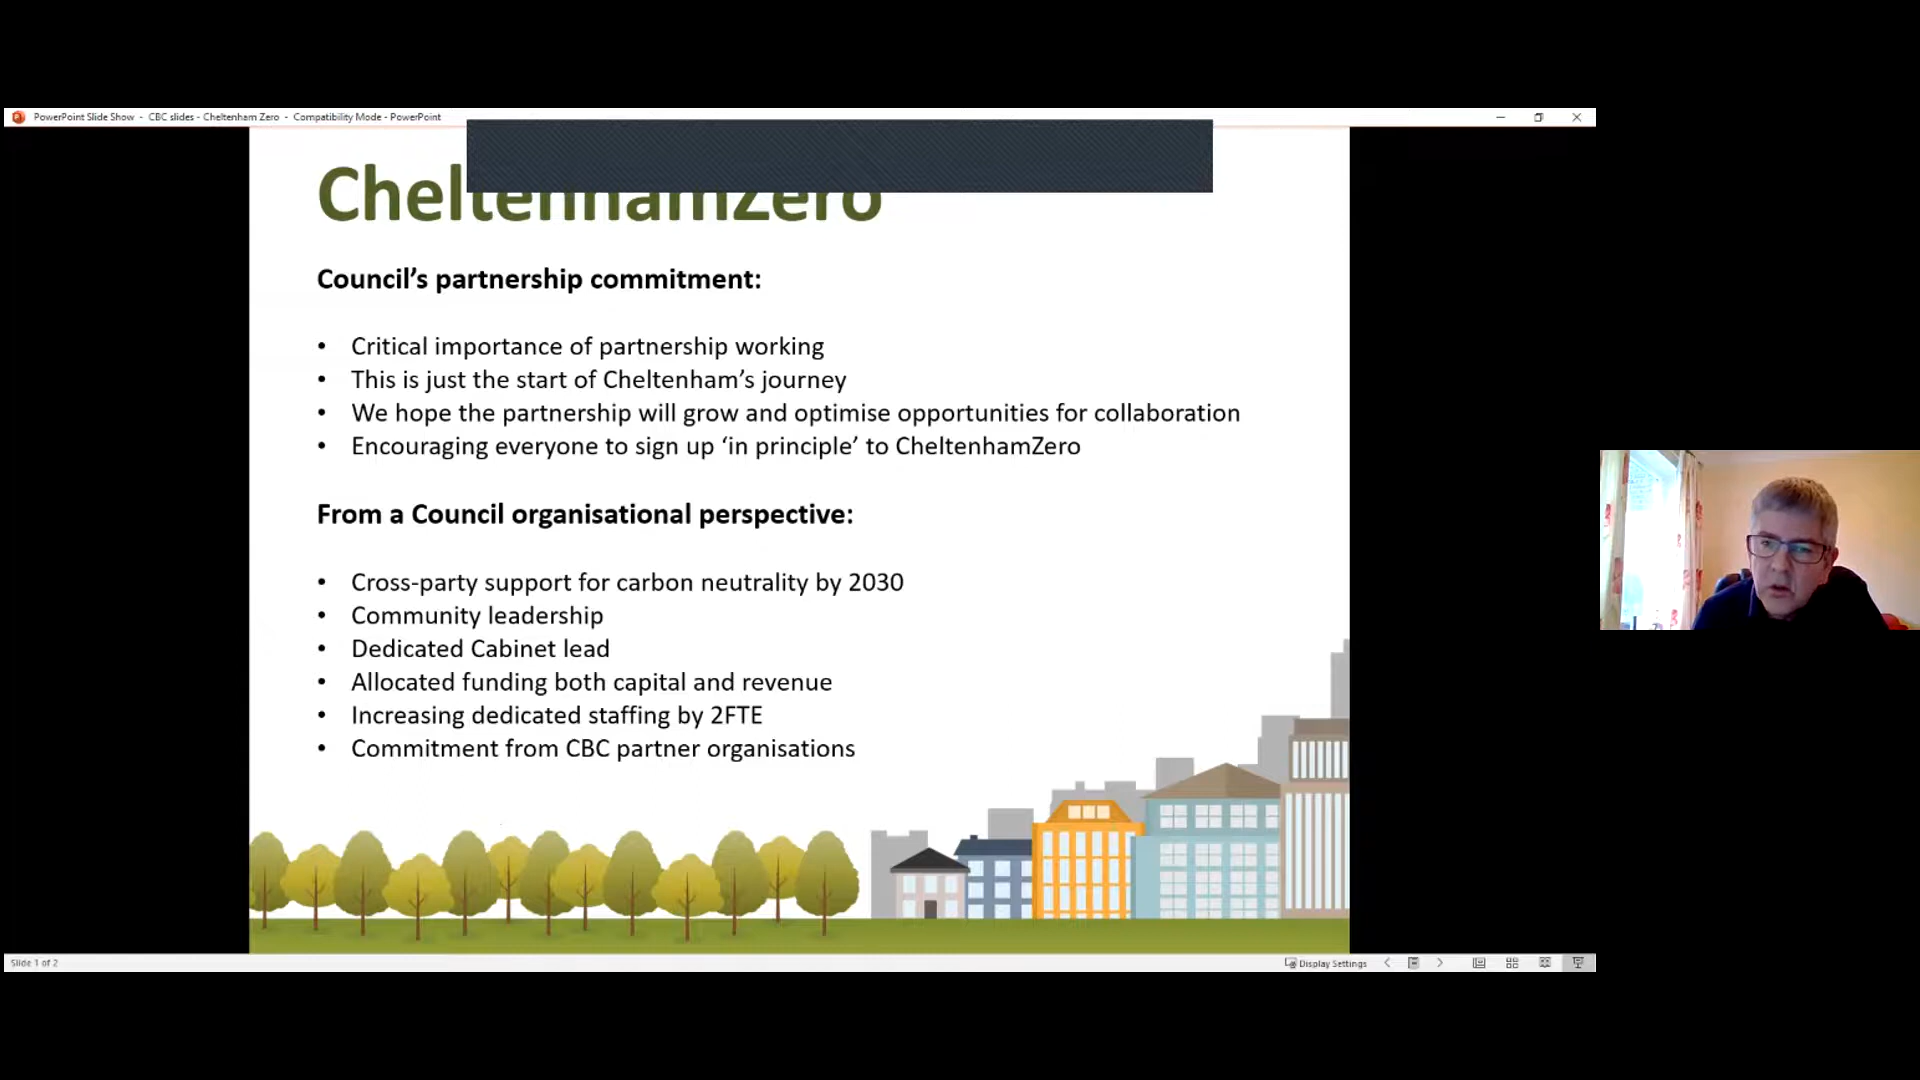 PowerPoint Slide Show - CBC slides - Cheltenham Zero - Compatibility Mode - PowerPoint
CheltenhamZero
Council’s partnership commitment:
• Critical importance of partnership working
• This is just the start of Cheltenham’s journey
• We hope the partnership will grow and optimise opportunities for collaboration
• Encouraging everyone to sign up ‘in principle’ to CheltenhamZero
From a Council organisational perspective:
• Cross-party support for carbon neutrality by 2030
• Community leadership
• Dedicated Cabinet lead
• Allocated funding both capital and revenue
• Increasing dedicated staffing by 2FTE
• Commitment from CBC partner organisations
Slide 1 of 2
Display Settings